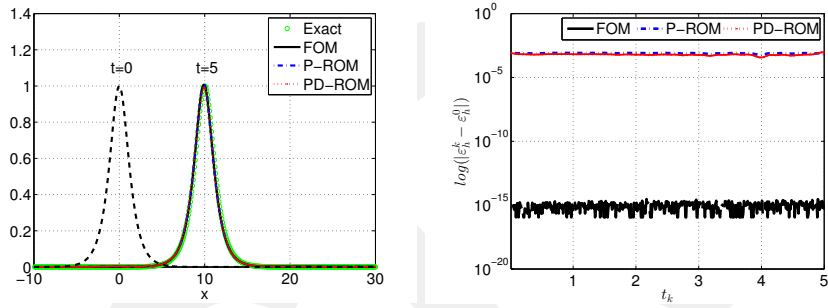 1.4
1.2
1
0.8
0.6
0.4
0.2
0
−10
0
10
20
30
x
t=0
t=5
Exact
FOM
P−ROM
PD−ROM
10^0
10^−5
10^−10
10^−15
10^−20
1
2
3
4
5
t_k
log(|ε_h^k − ε_h^0|)
FOM P−ROM PD−ROM